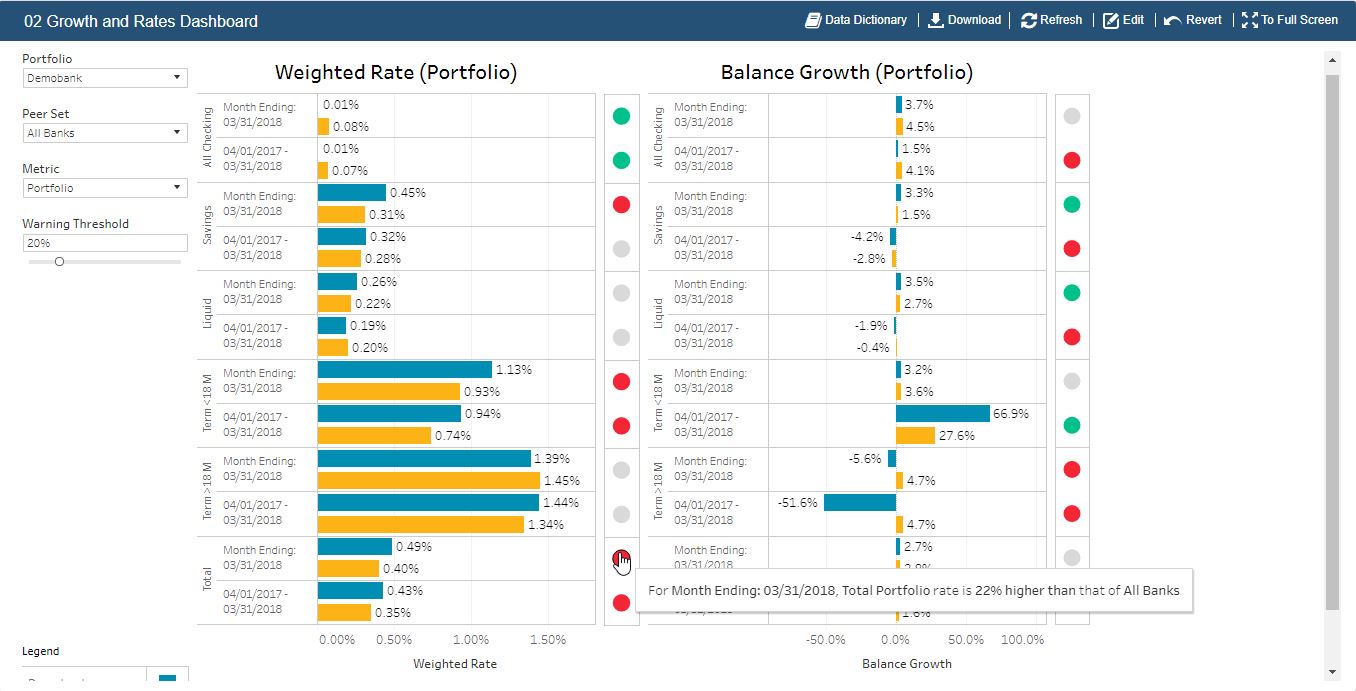 02 Growth and Rates Dashboard
Data Dictionary
Download
Refresh
Edit
Revert
To Full Screen
Portfolio
Demobank
Peer Set
All Banks
Metric
Portfolio
Warning Threshold
20%
Legend
Weighted Rate (Portfolio)
All Checking
Month Ending:
03/31/2018
0.01%
0.08%
04/01/2017 -
03/31/2018
0.01%
0.07%
Savings
Month Ending:
03/31/2018
0.45%
0.31%
04/01/2017 -
03/31/2018
0.32%
0.28%
Liquid
Month Ending:
03/31/2018
0.26%
0.22%
04/01/2017 -
03/31/2018
0.19%
0.20%
Term <18 M
Month Ending:
03/31/2018
1.13%
0.93%
04/01/2017 -
03/31/2018
0.94%
0.74%
Term >18 M
Month Ending:
03/31/2018
1.39%
1.45%
04/01/2017 -
03/31/2018
1.44%
1.34%
Total
Month Ending:
03/31/2018
0.49%
0.40%
04/01/2017 -
03/31/2018
0.43%
0.35%
0.00%
0.50%
1.00%
1.50%
Weighted Rate
Balance Growth (Portfolio)
All Checking
Month Ending:
03/31/2018
3.7%
4.5%
04/01/2017 -
03/31/2018
1.5%
4.1%
Savings
Month Ending:
03/31/2018
3.3%
1.5%
04/01/2017 -
03/31/2018
-4.2%
-2.8%
Liquid
Month Ending:
03/31/2018
3.5%
2.7%
04/01/2017 -
03/31/2018
-1.9%
-0.4%
Term <18 M
Month Ending:
03/31/2018
3.2%
3.6%
04/01/2017 -
03/31/2018
66.9%
27.6%
Term >18 M
Month Ending:
03/31/2018
-5.6%
4.7%
04/01/2017 -
03/31/2018
-51.6%
4.7%
Month Ending:
03/31/2018
2.7%
For Month Ending: 03/31/2018, Total Portfolio rate is 22% higher than that of All Banks
1.6%
-50.0%
0.0%
50.0%
100.0%
Balance Growth